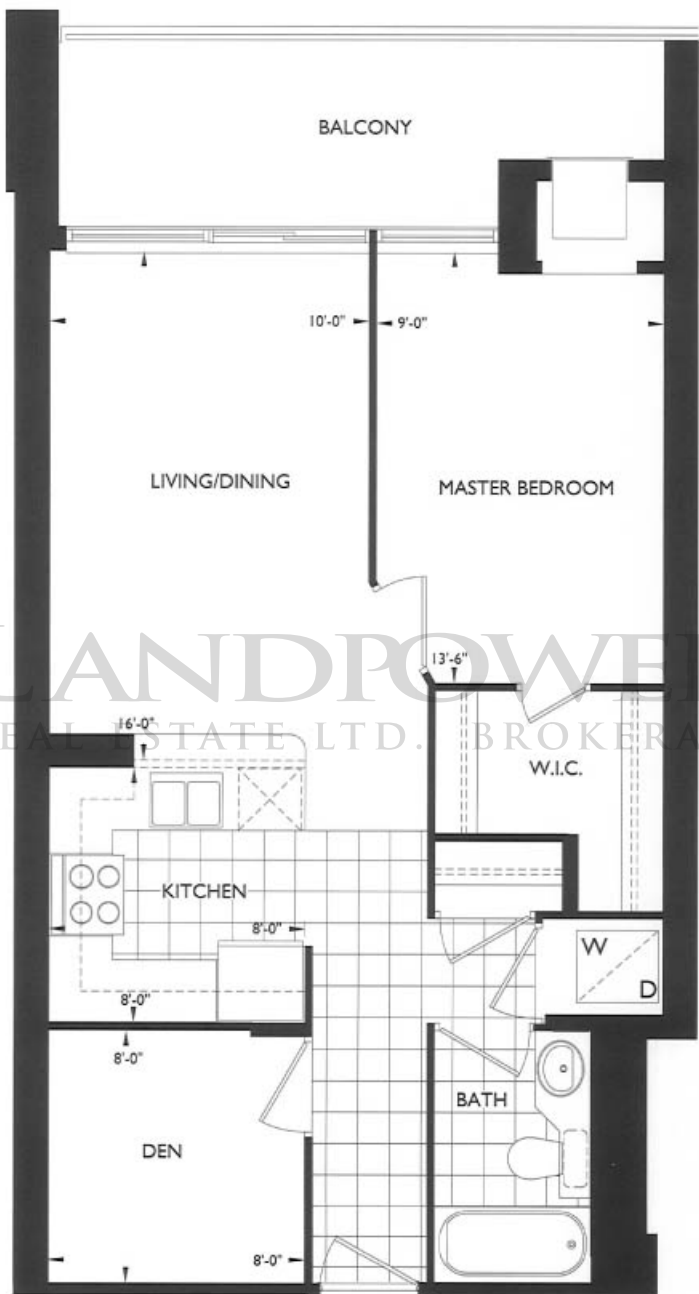 BALCONY
10'-0" 9'-0"
LIVING/DINING
MASTER BEDROOM
LANDPOWE
13'-6"
16'-0"
EAL ESTATE LTD. BROKERA
W.I.C.
KITCHEN
8'-0"
W
D
8'-0"
8'-0"
BATH
DEN
8'-0"